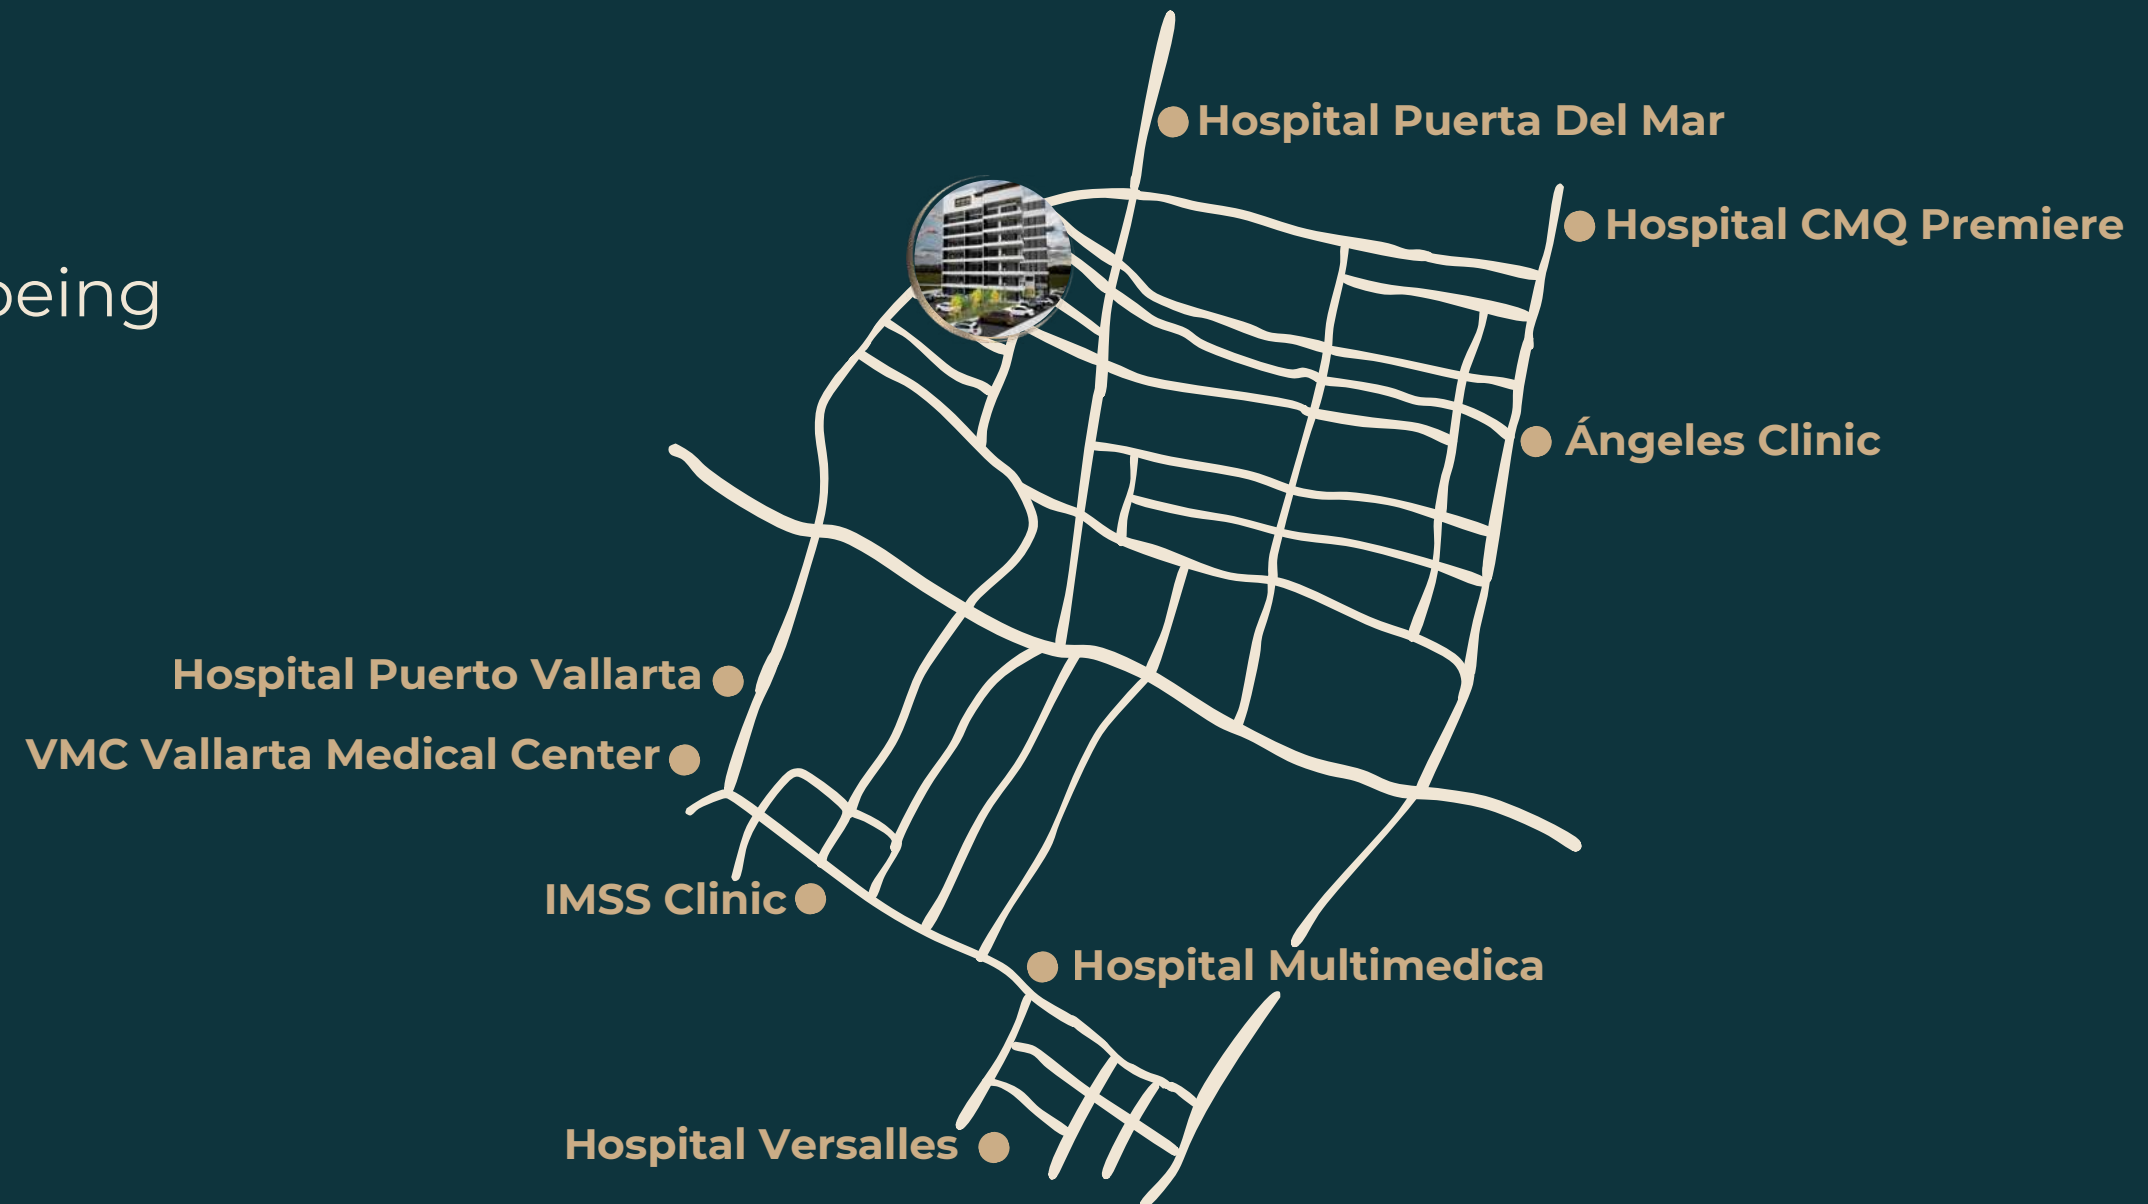 Hospital Puerta Del Mar
Hospital CMQ Premiere
being
Ángeles Clinic
Hospital Puerto Vallarta
VMC Vallarta Medical Center
IMSS Clinic
Hospital Multimedica
Hospital Versalles